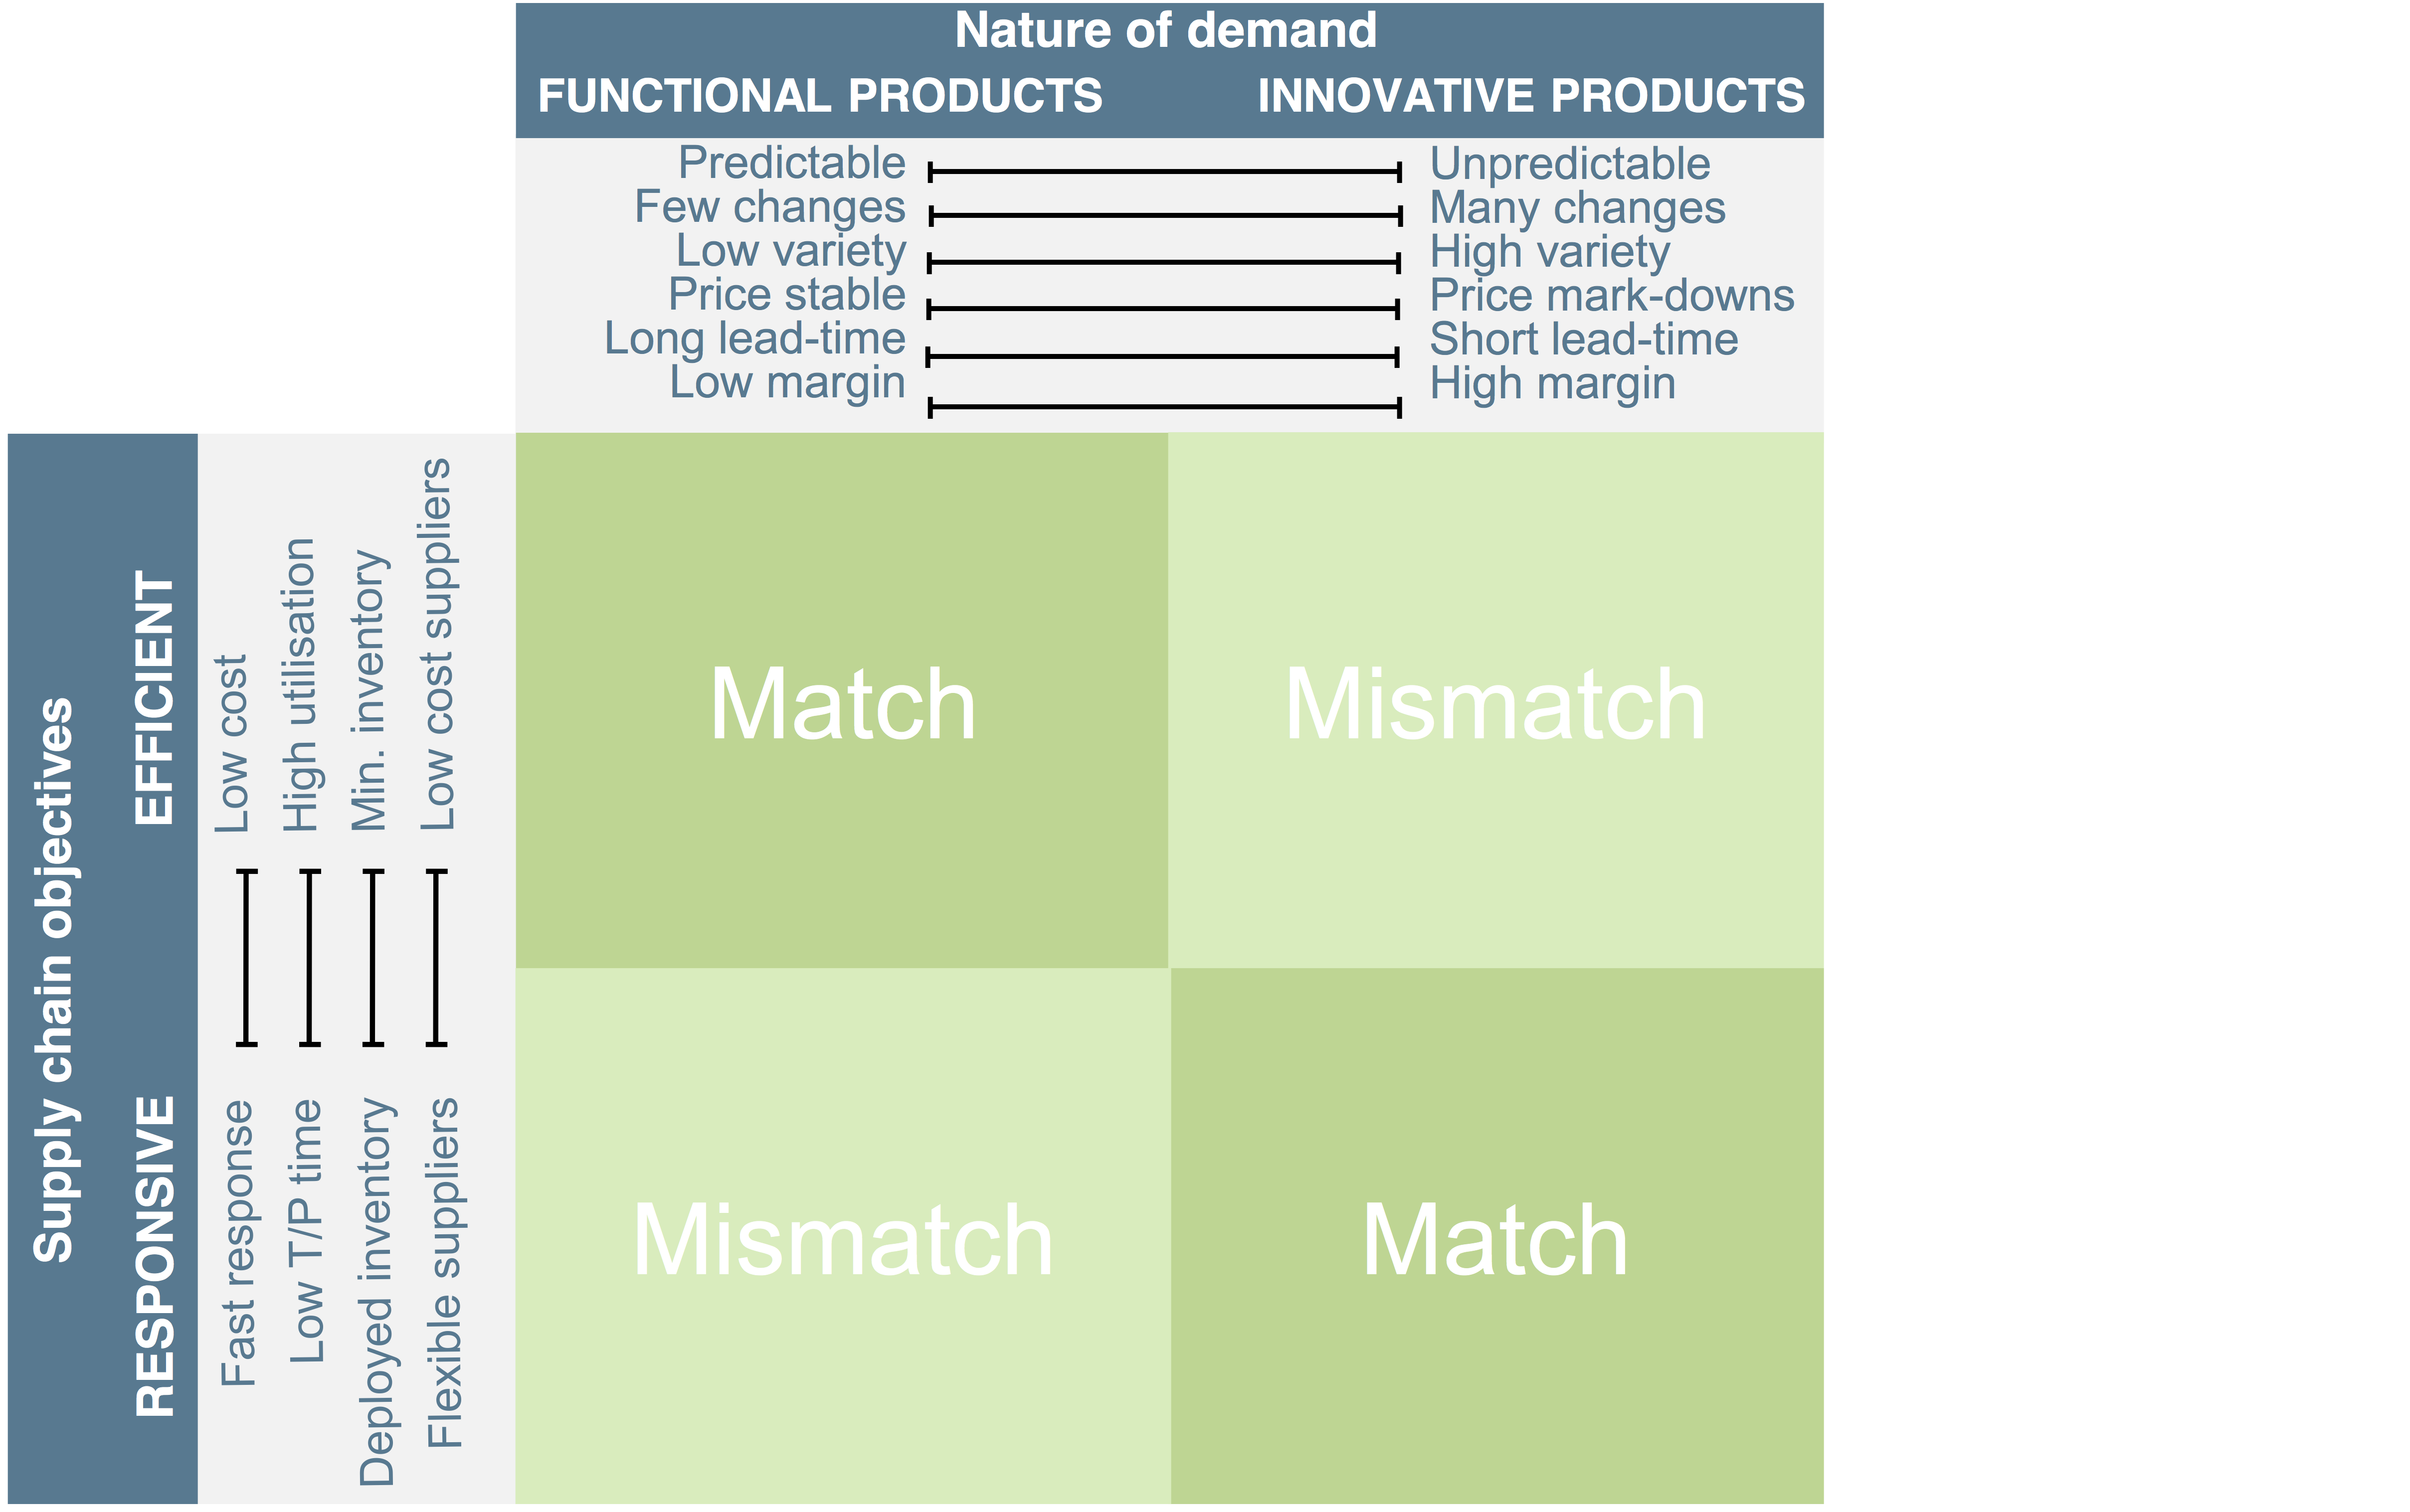 Nature of demand
FUNCTIONAL PRODUCTS INNOVATIVE PRODUCTS
Predictable Unpredictable
Few changes Many changes
Low variety High variety
Price stable Price mark-downs
Long lead-time Short lead-time
Low margin High margin
Supply chain objectives
EFFICIENT
RESPONSIVE
Low cost
High utilisation
Min. inventory
Low cost suppliers
Fast response
Low T/P time
Deployed inventory
Flexible suppliers
Match Mismatch
Mismatch Match